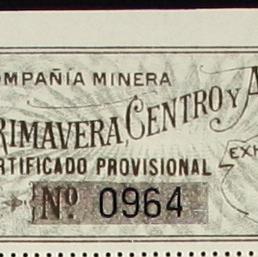 OMPAÑIA MINERA
RIMAVERA, CENTRO Y A
RTIFICADO PROVISIONAL
EXH
Nº 0964